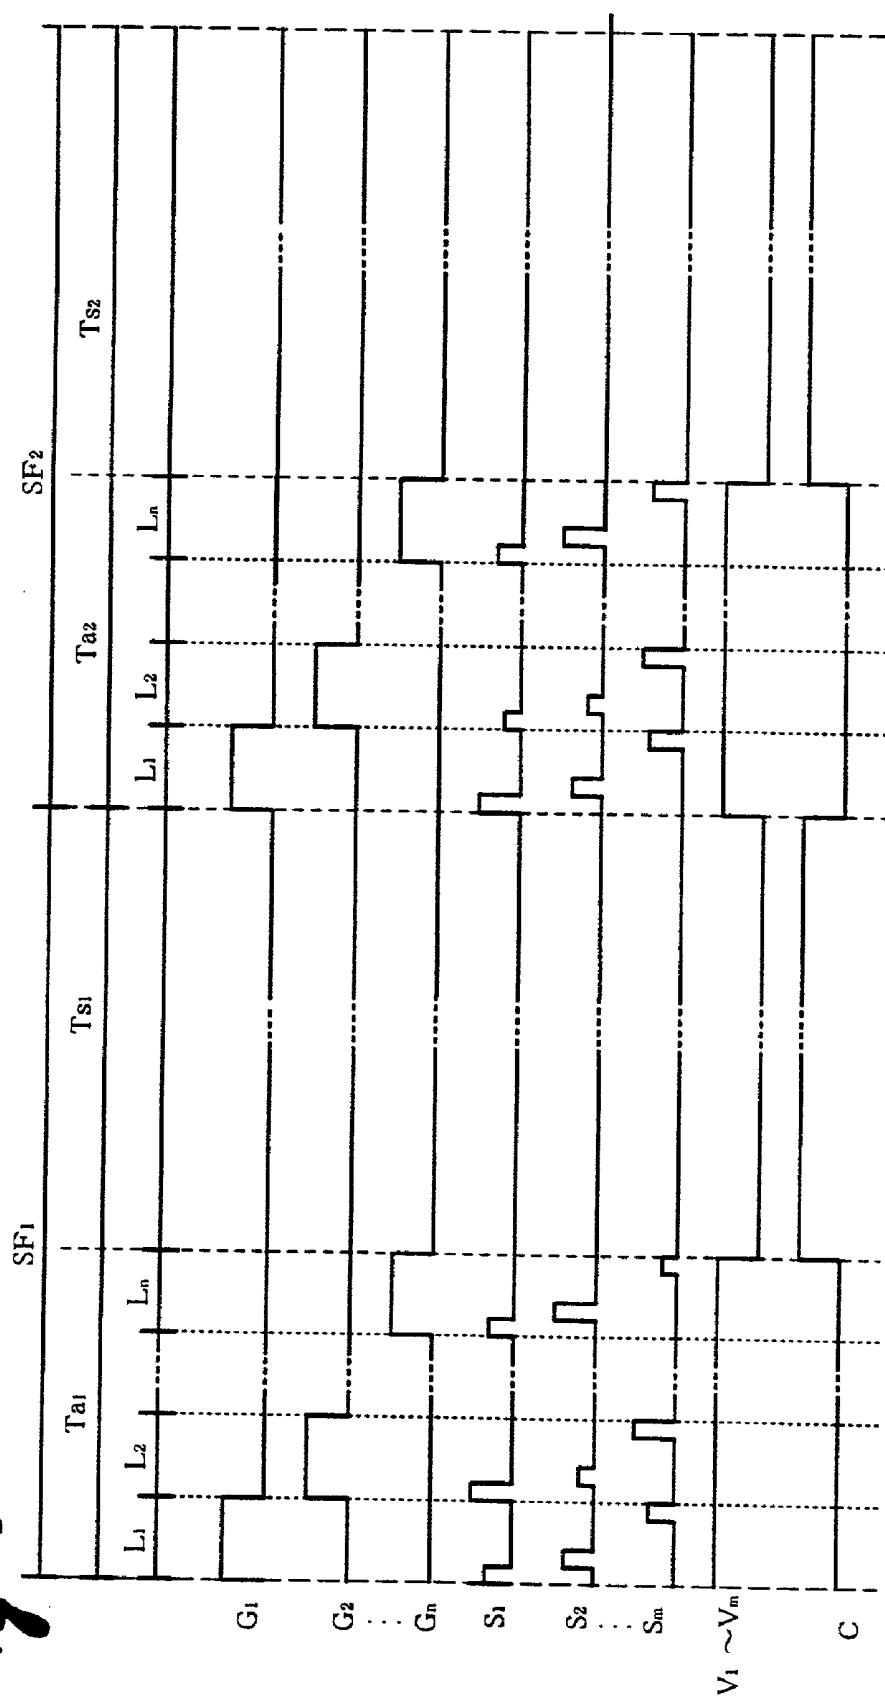 SF1 SF2
Ta1 Ts1 Ta2 Ts2
L1 L2 Ln L1 L2 Ln
G1
G2
....
Gn
S1
S2
....
Sm
V1 ~Vm
C